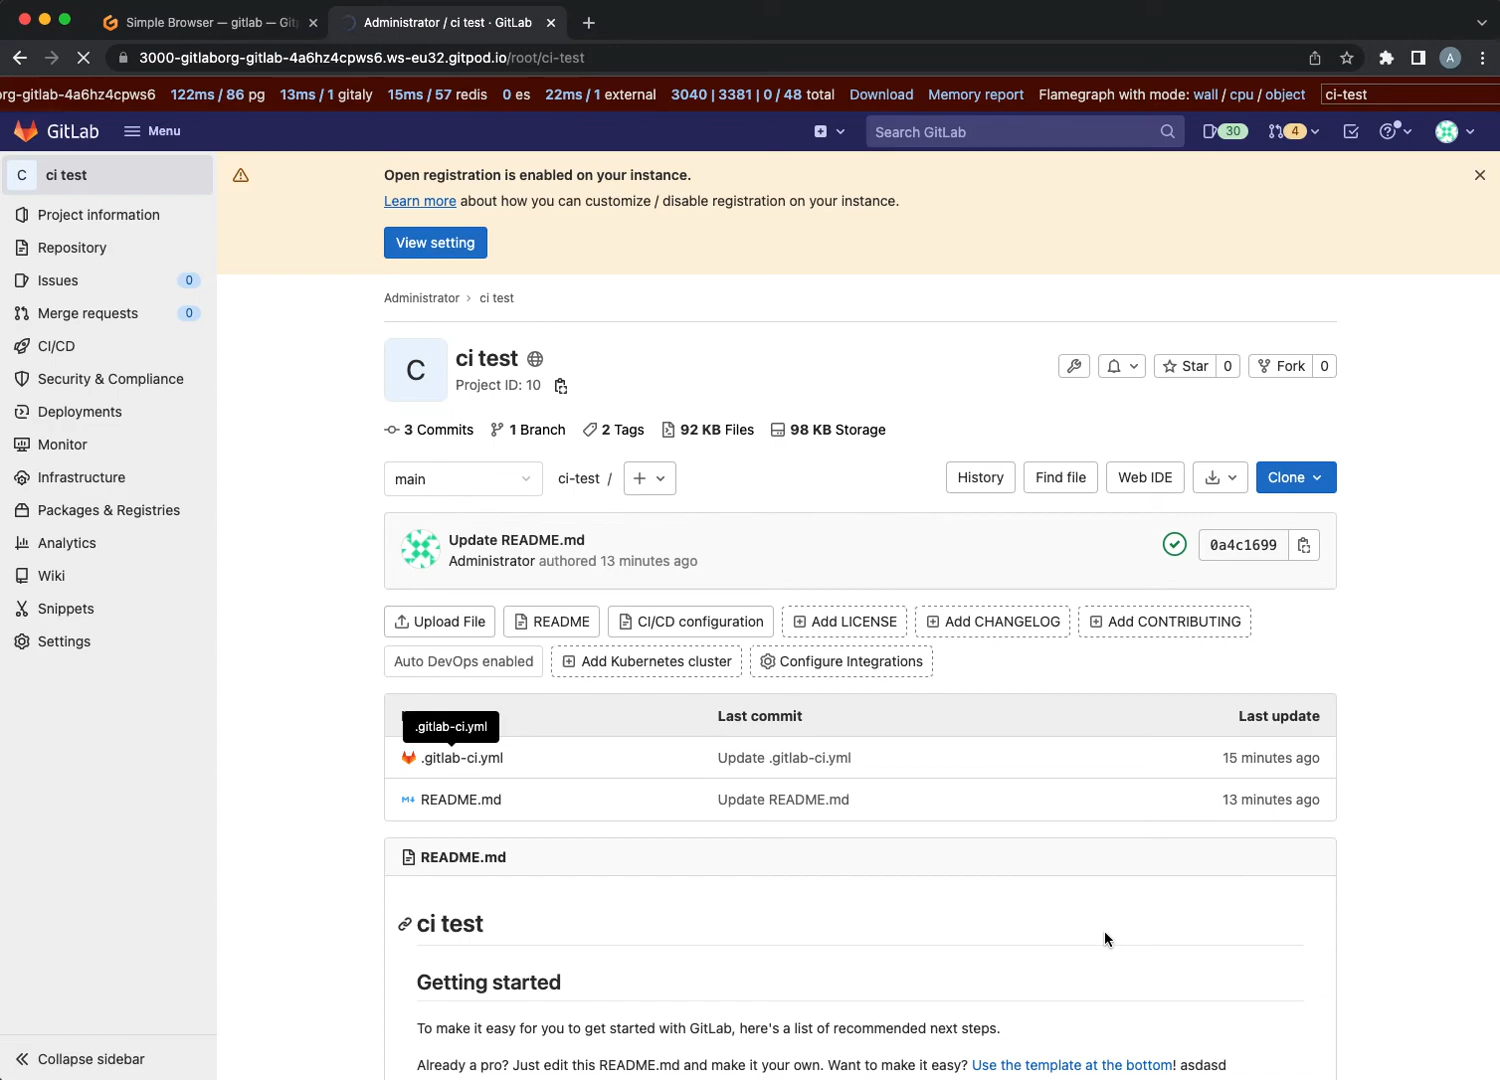 Simple Browser — gitlab — Git
Administrator / ci test · GitLab
3000-gitlaborg-gitlab-4a6hz4cpws6.ws-eu32.gitpod.io/root/ci-test
A
org-gitlab-4a6hz4cpws6 122ms / 86 pg 13ms / 1 gitaly 15ms / 57 redis 0 es 22ms / 1 external 3040 | 3381 | 0 / 48 total Download Memory report Flamegraph with mode: wall / cpu / object ci-test
GitLab Menu Search GitLab 30 4
C ci test
Project information
Repository
Issues 0
Merge requests 0
CI/CD
Security & Compliance
Deployments
Monitor
Infrastructure
Packages & Registries
Analytics
Wiki
Snippets
Settings
Collapse sidebar
Open registration is enabled on your instance.
Learn more about how you can customize / disable registration on your instance.
View setting
Administrator › ci test
C
ci test
Project ID: 10
Star 0 Fork 0
3 Commits 1 Branch 2 Tags 92 KB Files 98 KB Storage
main ci-test / + History Find file Web IDE Clone
Update README.md
Administrator authored 13 minutes ago
0a4c1699
Upload File README CI/CD configuration Add LICENSE Add CHANGELOG Add CONTRIBUTING
Auto DevOps enabled Add Kubernetes cluster Configure Integrations
Last commit Last update
.gitlab-ci.yml
.gitlab-ci.yml Update .gitlab-ci.yml 15 minutes ago
README.md Update README.md 13 minutes ago
README.md
ci test
Getting started
To make it easy for you to get started with GitLab, here's a list of recommended next steps.
Already a pro? Just edit this README.md and make it your own. Want to make it easy? Use the template at the bottom! asdasd